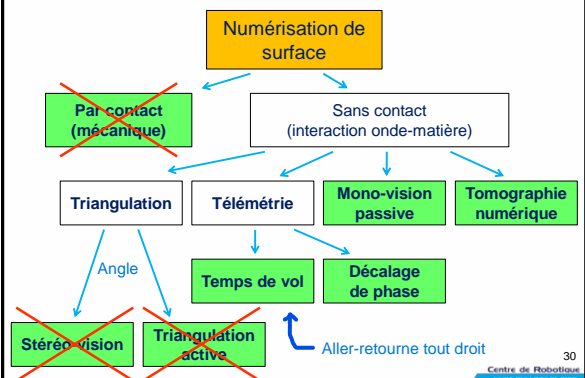 Numérisation de
surface
Par contact
(mécanique)
Sans contact
(interaction onde-matière)
Triangulation
Télémétrie
Mono-vision
passive
Tomographie
numérique
Angle
Temps de vol
Décalage
de phase
Stéréo-vision
Triangulation
active
Aller-retourne tout droit
30
Centre de Robotique